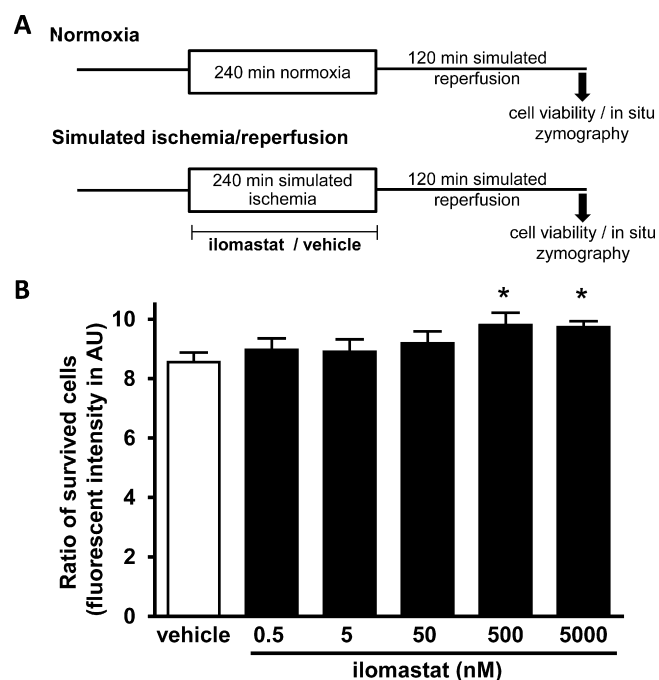 A
Normoxia
240 min normoxia
120 min simulated
reperfusion
cell viability / in situ
zymography
Simulated ischemia/reperfusion
240 min simulated
ischemia
120 min simulated
reperfusion
cell viability / in situ
zymography
ilomastat / vehicle
B
Ratio of survived cells
(fluorescent intensity in AU)
10
8
6
4
2
0
* *
vehicle 0.5 5 50 500 5000
ilomastat (nM)